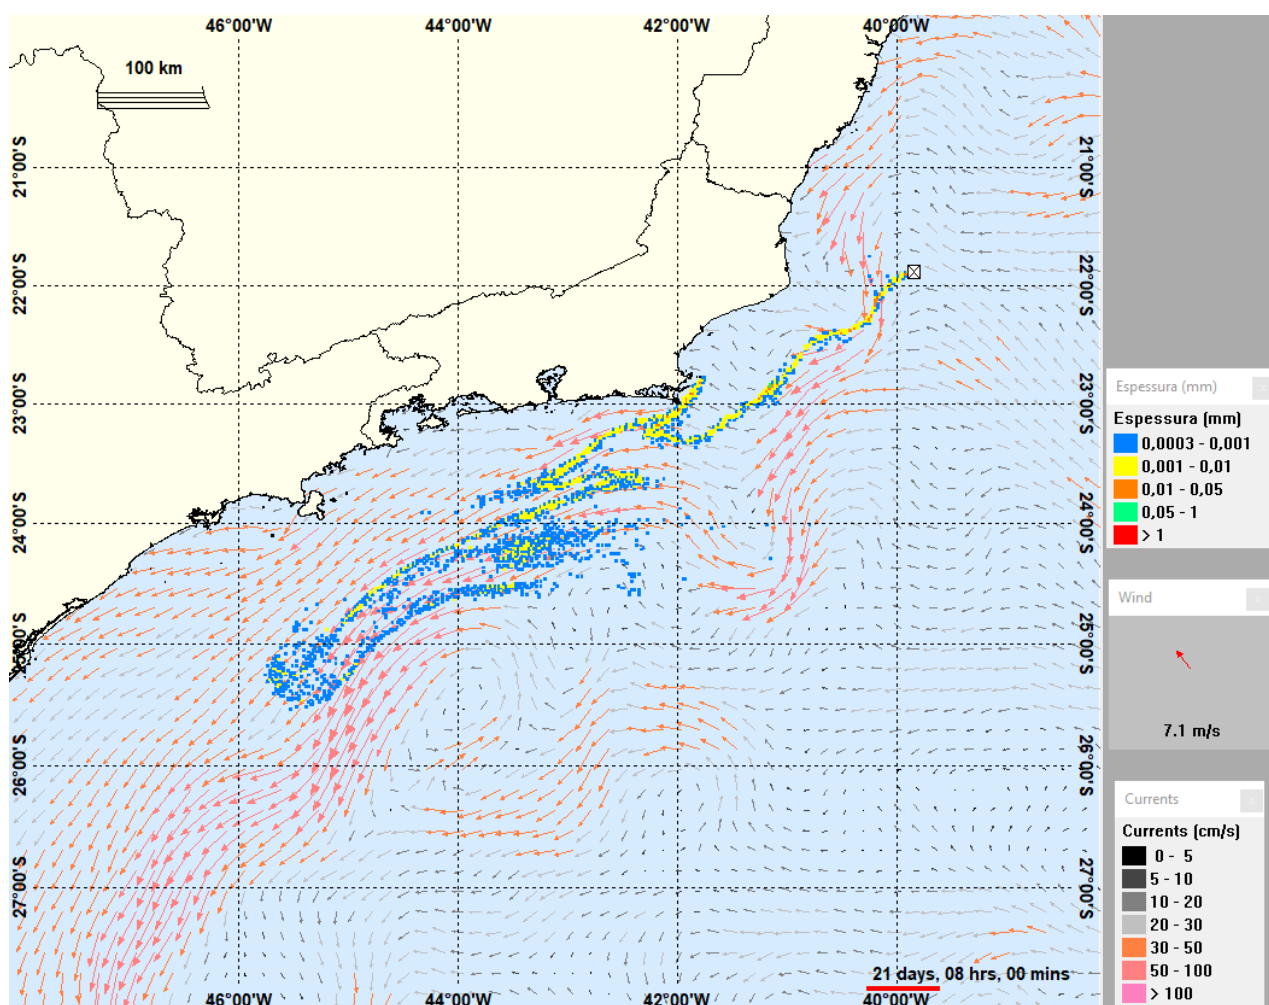 46°00'W 44°00'W 42°00'W 40°00'W
100 km
21°00'S 21°00'S
22°00'S 22°00'S
23°00'S 23°00'S
24°00'S 24°00'S
25°00'S 25°00'S
26°00'S 26°00'S
27°00'S 27°00'S
21 days, 08 hrs, 00 mins
46°00'W 44°00'W 42°00'W 40°00'W
Espessura (mm) x
Espessura (mm)
0,0003 - 0,001
0,001 - 0,01
0,01 - 0,05
0,05 - 1
> 1
Wind x
7.1 m/s
Currents x
Currents (cm/s)
0 - 5
5 - 10
10 - 20
20 - 30
30 - 50
50 - 100
> 100